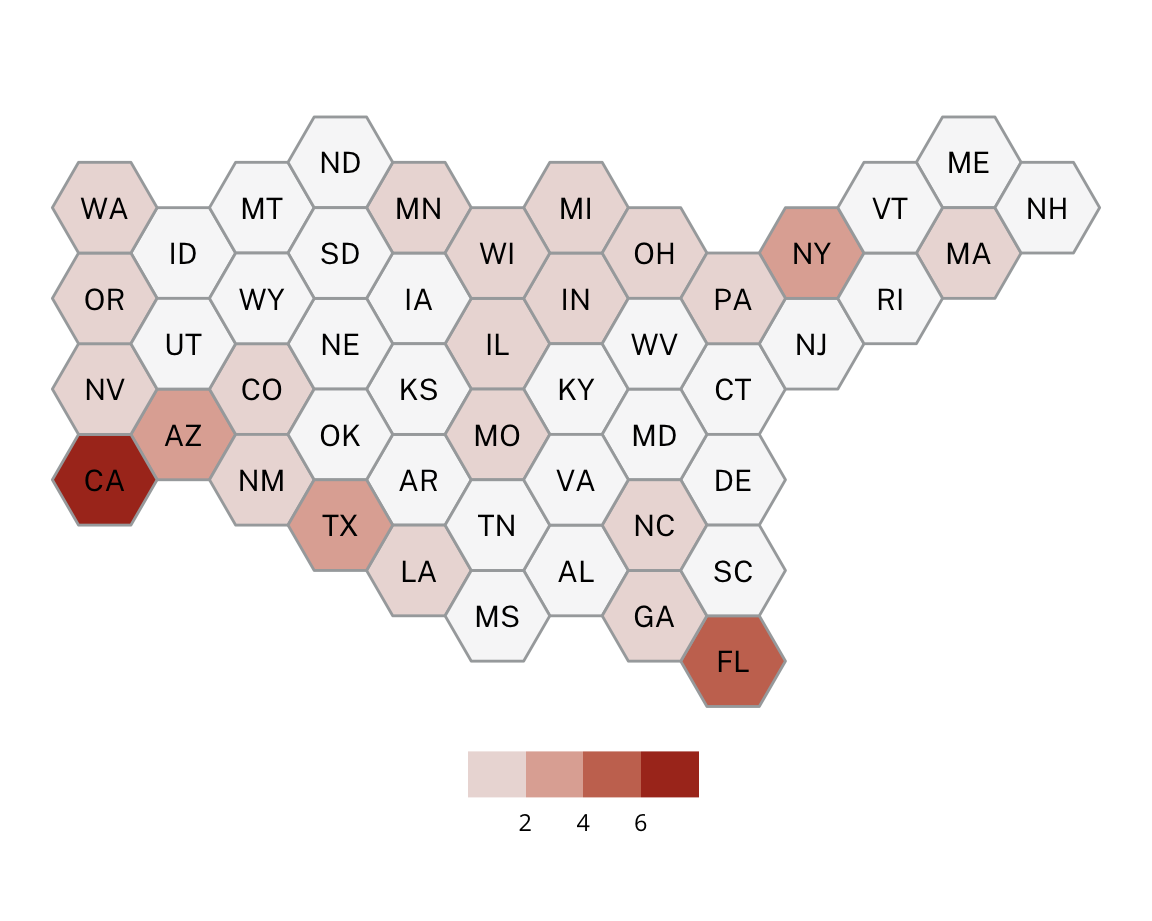 ND ME
WA MT MN MI VT NH
ID SD WI OH NY MA
OR WY IA IN PA RI
UT NE IL WV NJ
NV CO KS KY CT
AZ OK MO MD
CA NM AR VA DE
TX TN NC
LA AL SC
MS GA
FL
2 4 6